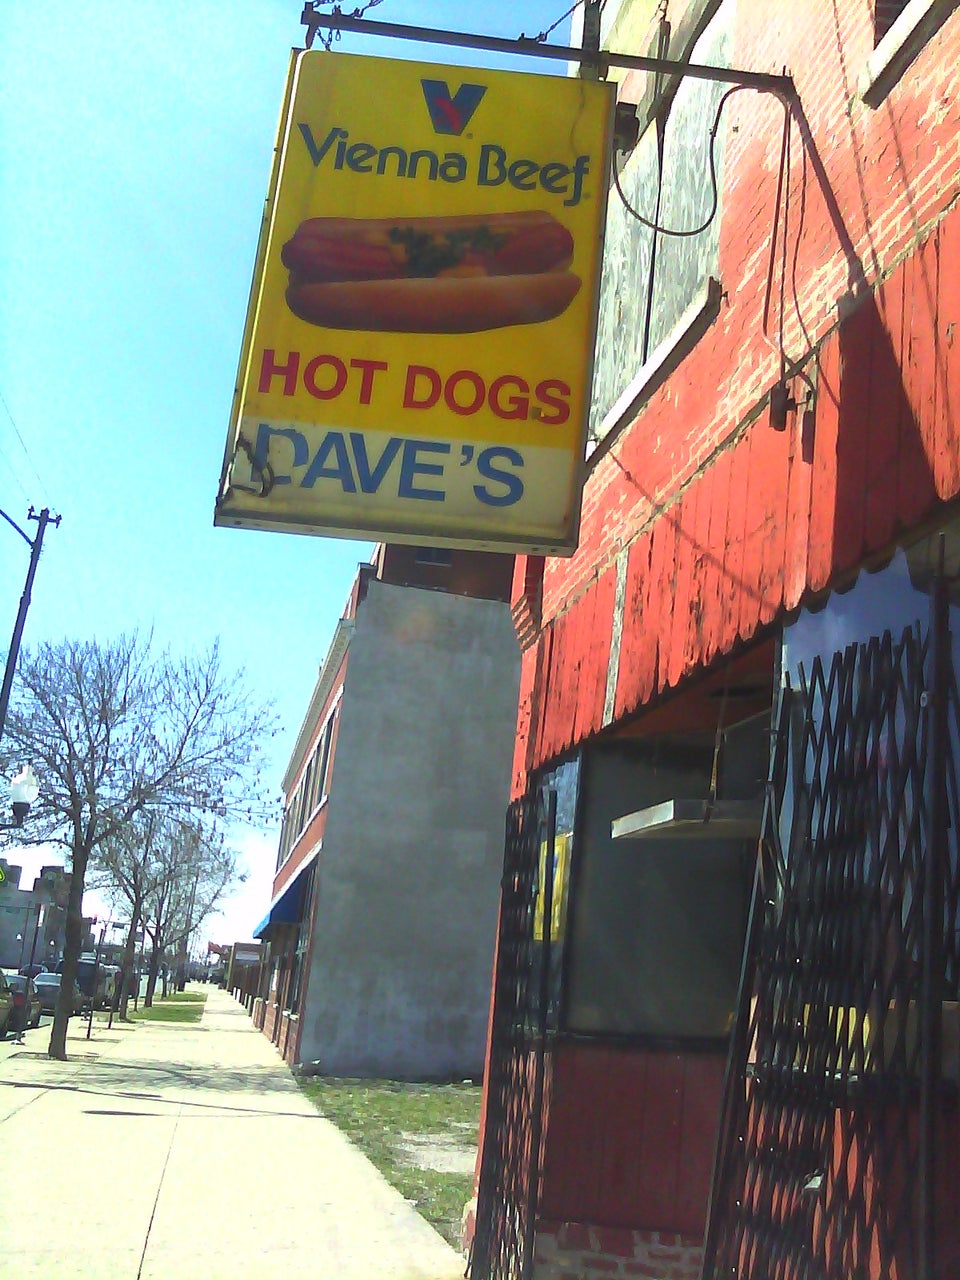 V
Vienna Beef
HOT DOGS
DAVE'S